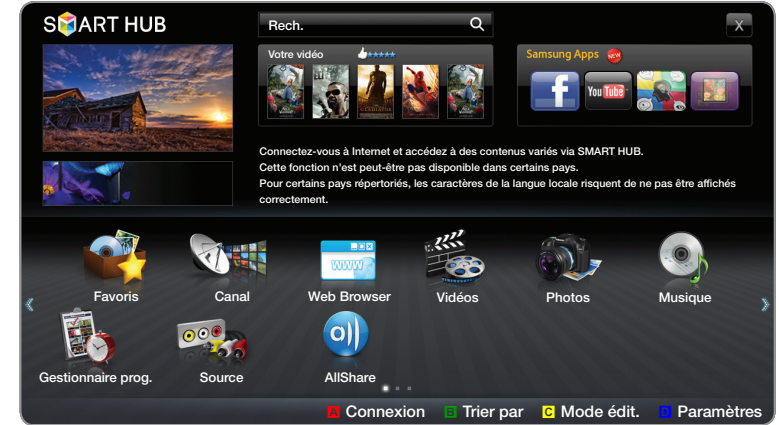 SMART HUB
Rech.
X
Votre vidéo
Samsung Apps NEW
GLADIATOR
f
You Tube
Connectez-vous à Internet et accédez à des contenus variés via SMART HUB.
Cette fonction n'est peut-être pas disponible dans certains pays.
Pour certains pays répertoriés, les caractères de la langue locale risquent de ne pas être affichés
correctement.
www
Favoris
Canal
Web Browser
Vidéos
Photos
Musique
all
Gestionnaire prog.
Source
AllShare
A Connexion B Trier par C Mode édit. D Paramètres